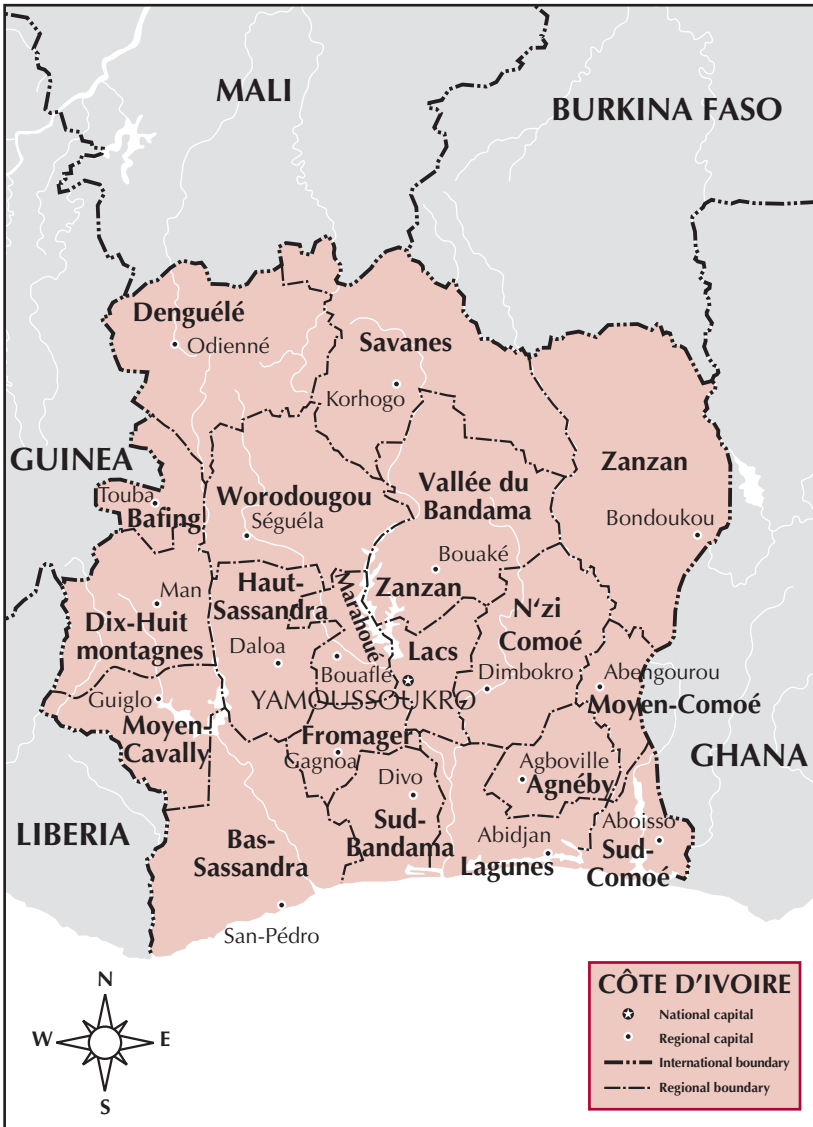 MALI
BURKINA FASO
Denguélé
Odienné
Savanes
Korhogo
GUINEA
Touba
Bafing
Worodougou
Séguéla
Vallée du
Bandama
Bouaké
Zanzan
Bondoukou
Man
Dix-Huit
montagnes
Haut-
Sassandra
Daloa
Marahoue
Bouaflé
Zanzan
Lacs
YAMOUSSOUKRO
N‘zi
Comoé
Dimbokro
Abengourou
Moyen-Comoé
Guiglo
Moyen-
Cavally
Fromager
Gagnoa
Divo
Sud-
Bandama
Agboville
Agnéby
GHANA
LIBERIA
Bas-
Sassandra
San-Pédro
Abidjan
Lagunes
Aboisso
Sud-
Comoé
N
W
E
S
CÔTE D’IVOIRE
National capital
Regional capital
International boundary
Regional boundary